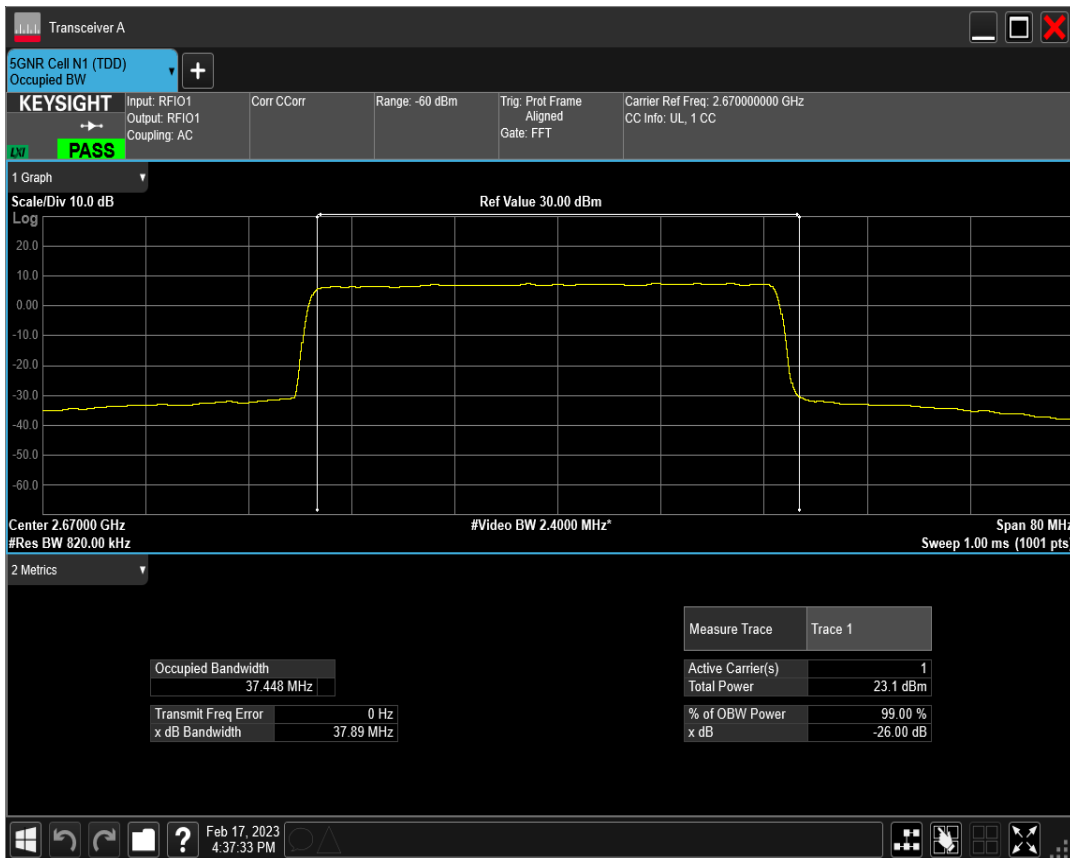 Transceiver A
5GNR Cell N1 (TDD)
Occupied BW
+
KEYSIGHT
LXI
PASS
Input: RFIO1
Output: RFIO1
Coupling: AC
Corr CCorr
Range: -60 dBm
Trig: Prot Frame
Aligned
Gate: FFT
Carrier Ref Freq: 2.670000000 GHz
CC Info: UL, 1 CC
1 Graph
Scale/Div 10.0 dB
Ref Value 30.00 dBm
Log
20.0
10.0
0.00
-10.0
-20.0
-30.0
-40.0
-50.0
-60.0
Center 2.67000 GHz
#Video BW 2.4000 MHz*
Span 80 MHz
#Res BW 820.00 kHz
Sweep 1.00 ms (1001 pts)
2 Metrics
Measure Trace Trace 1
Occupied Bandwidth
37.448 MHz
Active Carrier(s) 1
Total Power 23.1 dBm
Transmit Freq Error 0 Hz
x dB Bandwidth 37.89 MHz
% of OBW Power 99.00 %
x dB -26.00 dB
?
Feb 17, 2023
4:37:33 PM